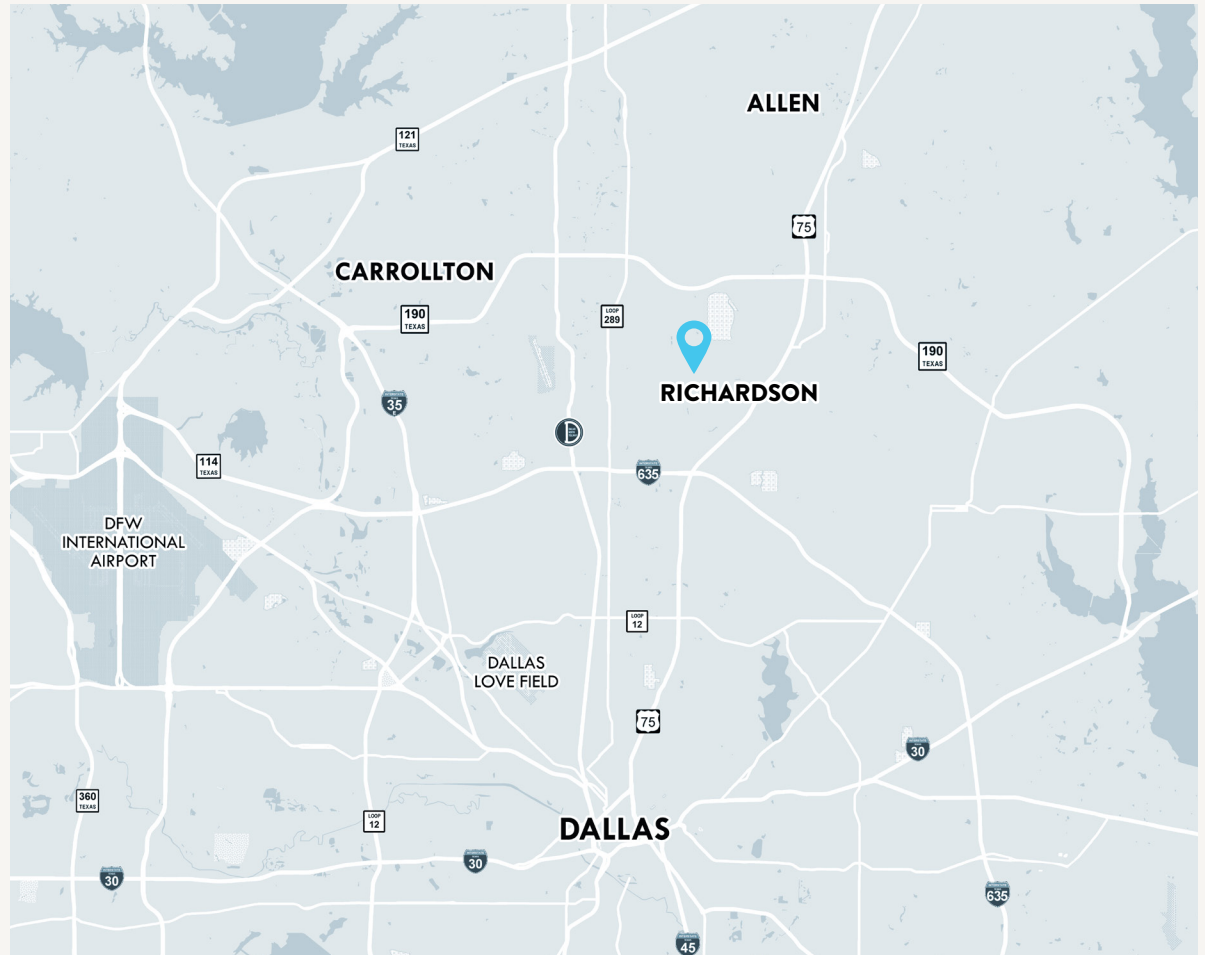 ALLEN
121
TEXAS
75
CARROLLTON
190
TEXAS
LOOP
289
190
TEXAS
RICHARDSON
35
E
D
114
TEXAS
635
DFW
INTERNATIONAL
AIRPORT
LOOP
12
DALLAS
LOVE FIELD
75
30
360
TEXAS
LOOP
12
DALLAS
30
30
635
45